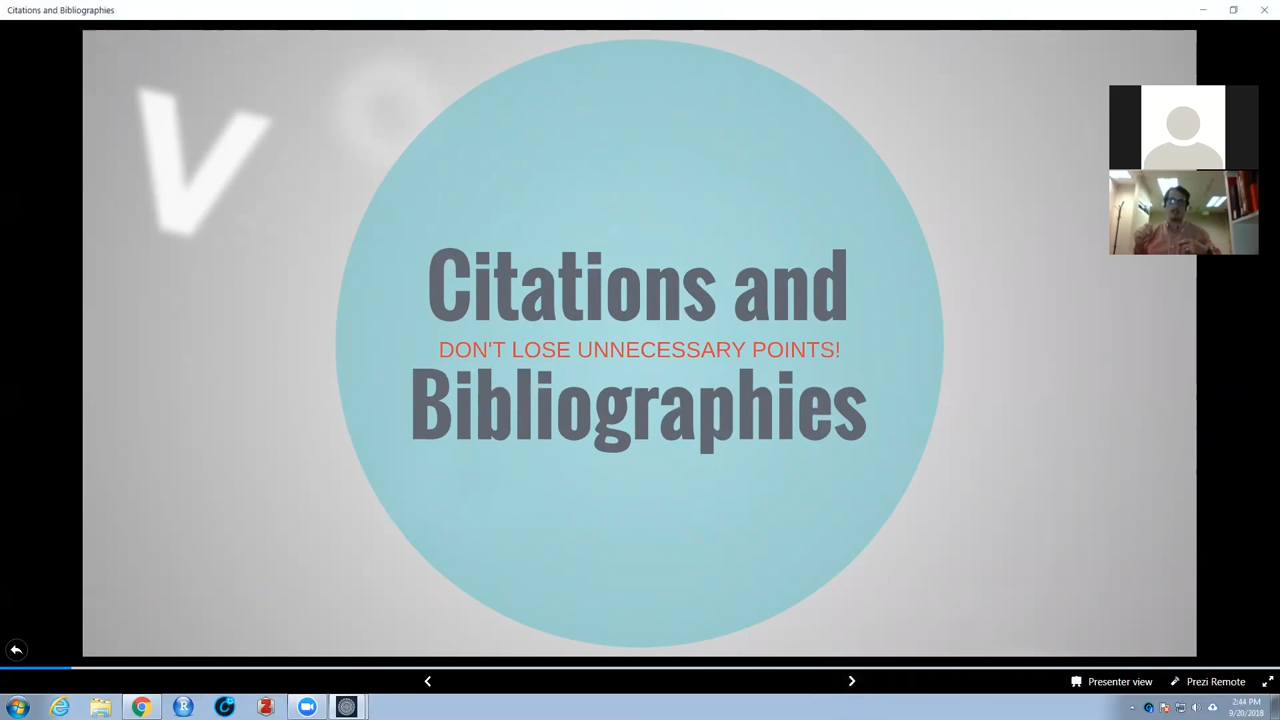 Citations and Bibliographies
V
Citations and
DON'T LOSE UNNECESSARY POINTS!
Bibliographies
Presenter view
Prezi Remote
2:44 PM
9/20/2018